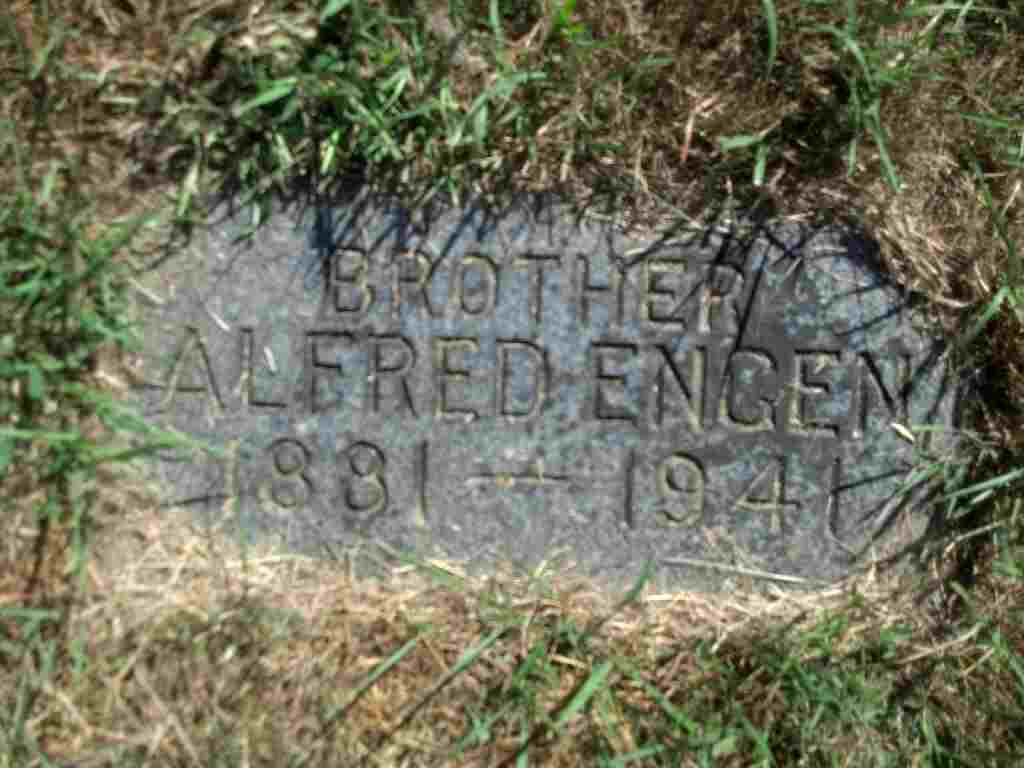 BROTHER
ALFRED ENGEN
1881 — 1941